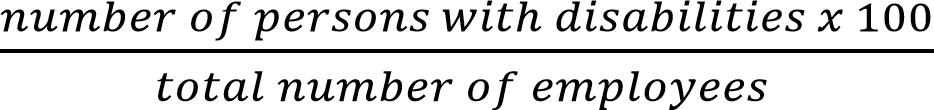 number of persons with disabilities x 100
total number of employees